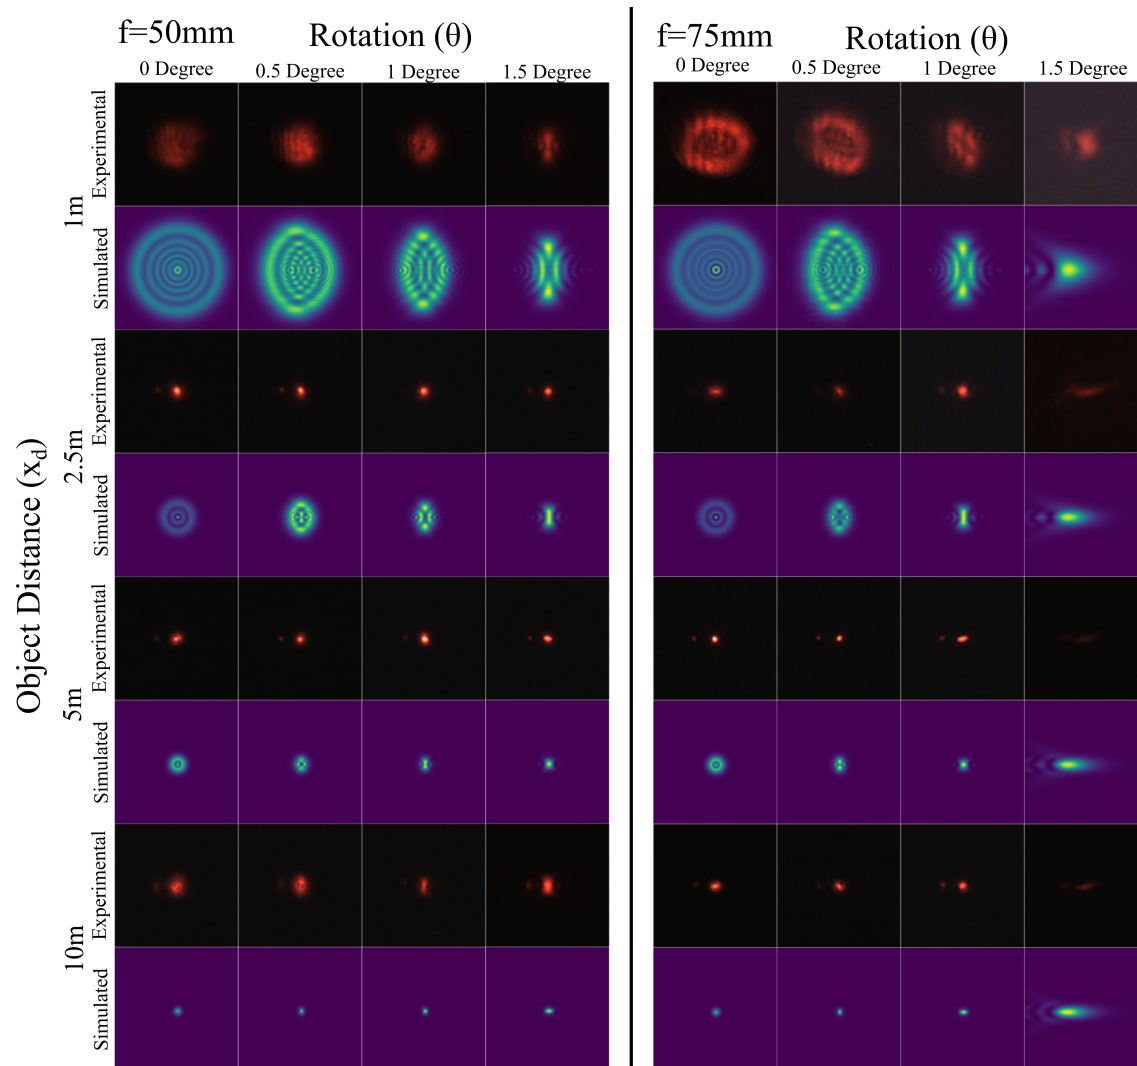 f=50mm
Rotation (θ)
0 Degree
0.5 Degree
1 Degree
1.5 Degree
f=75mm
Rotation (θ)
0 Degree
0.5 Degree
1 Degree
1.5 Degree
Object Distance (x_d)
1m
Experimental
Simulated
2.5m
Experimental
Simulated
5m
Experimental
Simulated
10m
Experimental
Simulated